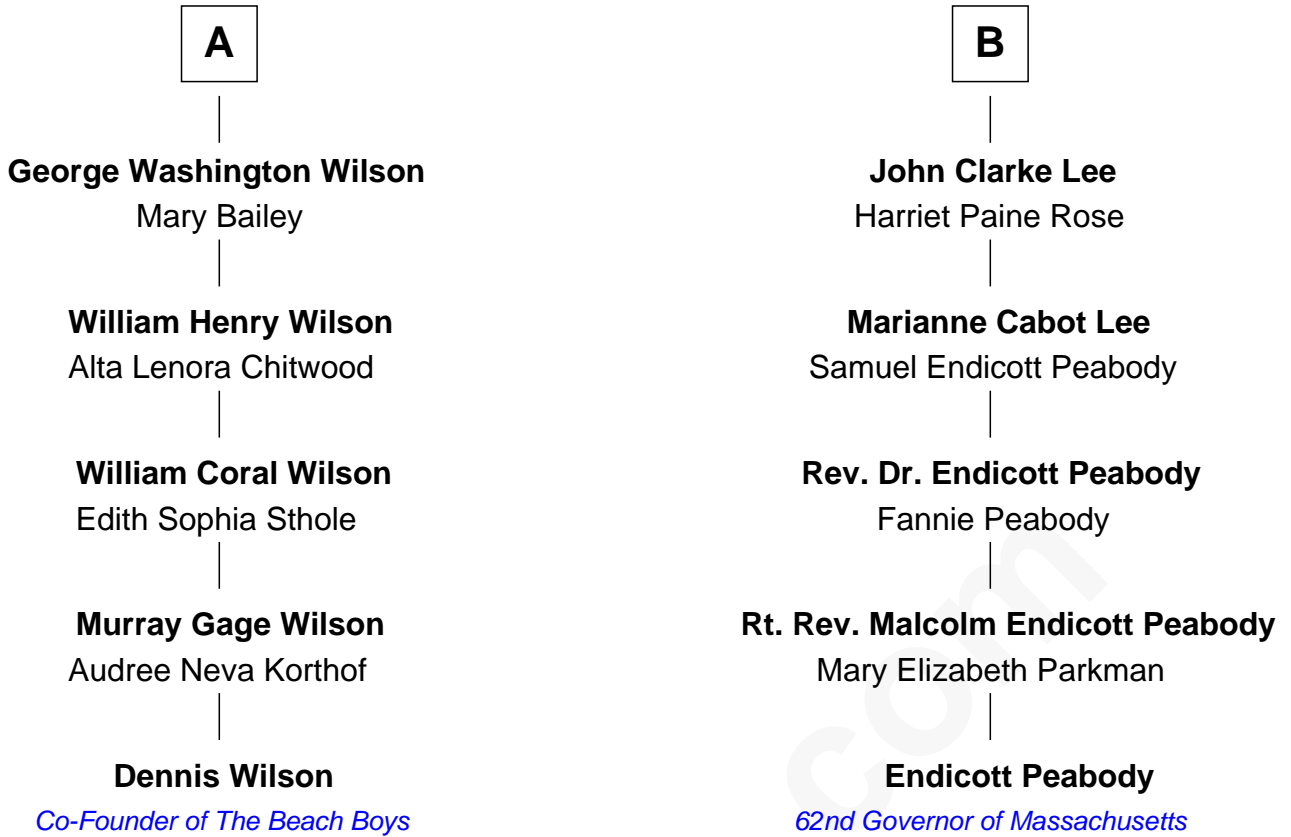 A
George Washington Wilson
Mary Bailey
William Henry Wilson
Alta Lenora Chitwood
William Coral Wilson
Edith Sophia Sthole
Murray Gage Wilson
Audree Neva Korthof
Dennis Wilson
Co-Founder of The Beach Boys
B
John Clarke Lee
Harriet Paine Rose
Marianne Cabot Lee
Samuel Endicott Peabody
Rev. Dr. Endicott Peabody
Fannie Peabody
Rt. Rev. Malcolm Endicott Peabody
Mary Elizabeth Parkman
Endicott Peabody
62nd Governor of Massachusetts
com